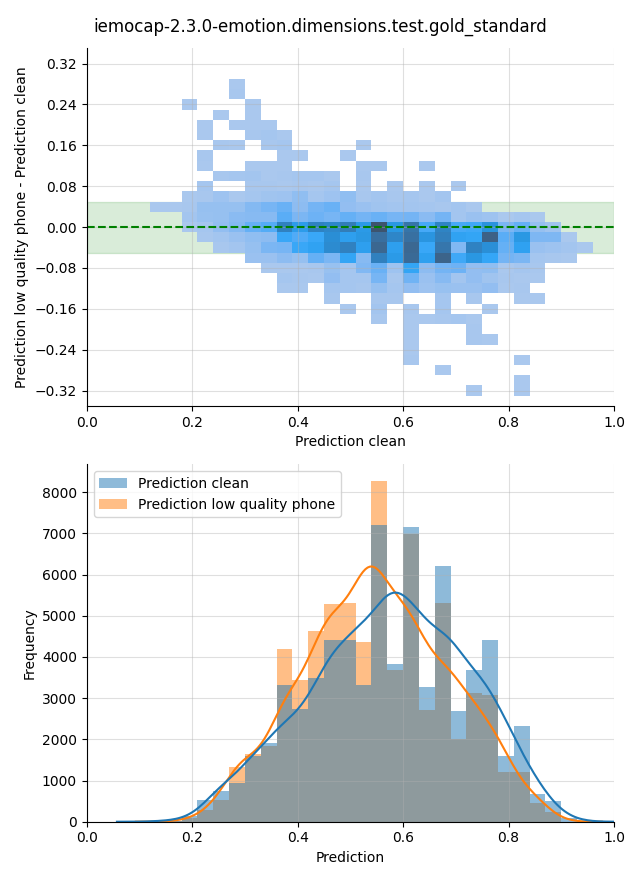 iemocap-2.3.0-emotion.dimensions.test.gold_standard
Prediction low quality phone - Prediction clean
0.32
0.24
0.16
0.08
0.00
−0.08
−0.16
−0.24
−0.32
0.0 0.2 0.4 0.6 0.8 1.0
Prediction clean
Prediction clean
Prediction low quality phone
Frequency
8000
7000
6000
5000
4000
3000
2000
1000
0
0.0 0.2 0.4 0.6 0.8 1.0
Prediction